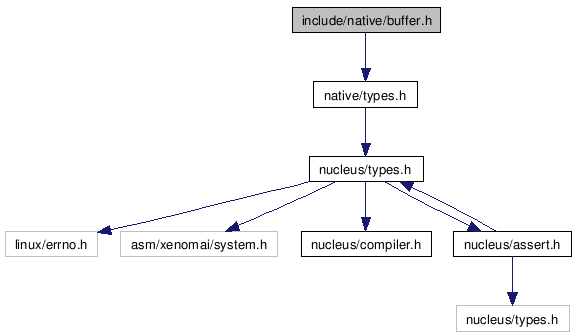 include/native/buffer.h
native/types.h
nucleus/types.h
linux/errno.h
asm/xenomai/system.h
nucleus/compiler.h
nucleus/assert.h
nucleus/types.h